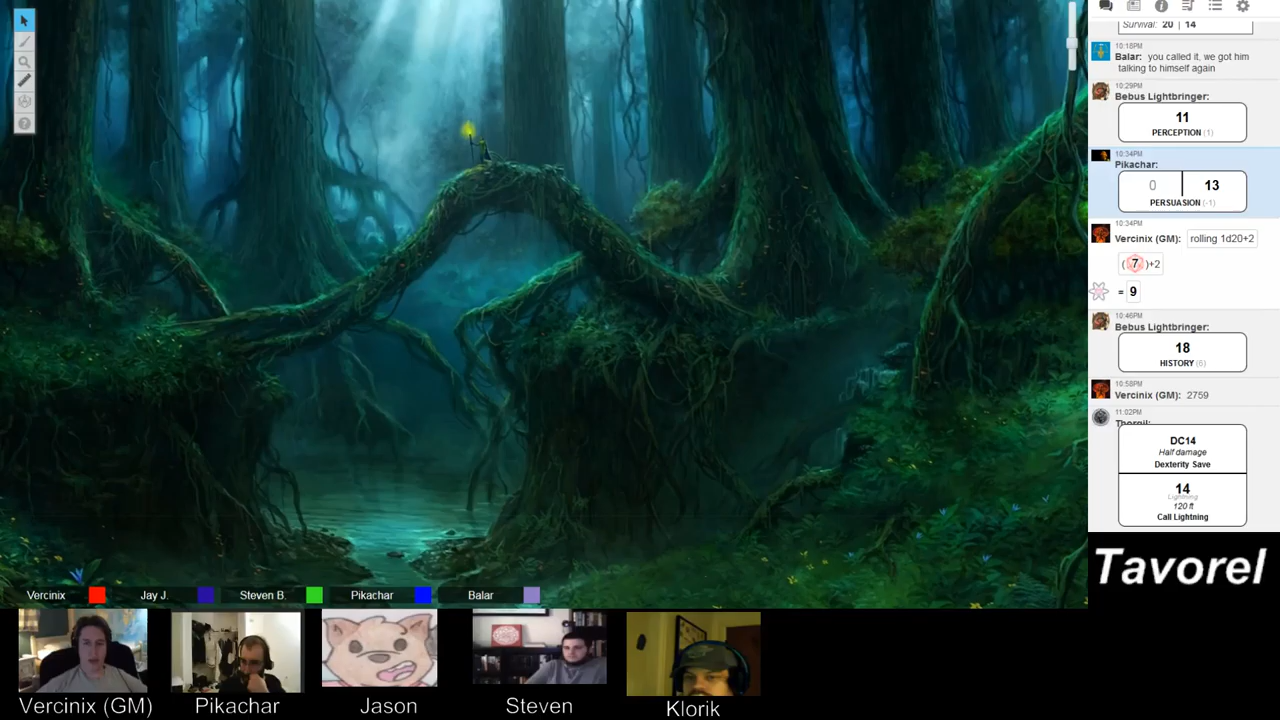 Survival: 20 | 14
10:18PM
Balar: you called it, we got him
talking to himself again
10:29PM
Bebus Lightbringer:
11
PERCEPTION (1)
10:34PM
Pikachar:
0 13
PERSUASION (-1)
10:34PM
Vercinix (GM): rolling 1d20+2
(7)+2
= 9
10:46PM
Bebus Lightbringer:
18
HISTORY (6)
10:58PM
Vercinix (GM): 2759
11:02PM
DC14
Half damage
Dexterity Save
14
Lightning
120 ft
Call Lightning
Tavorel
Vercinix Jay J. Steven B. Pikachar Balar
Vercinix (GM) Pikachar Jason Steven Klorik